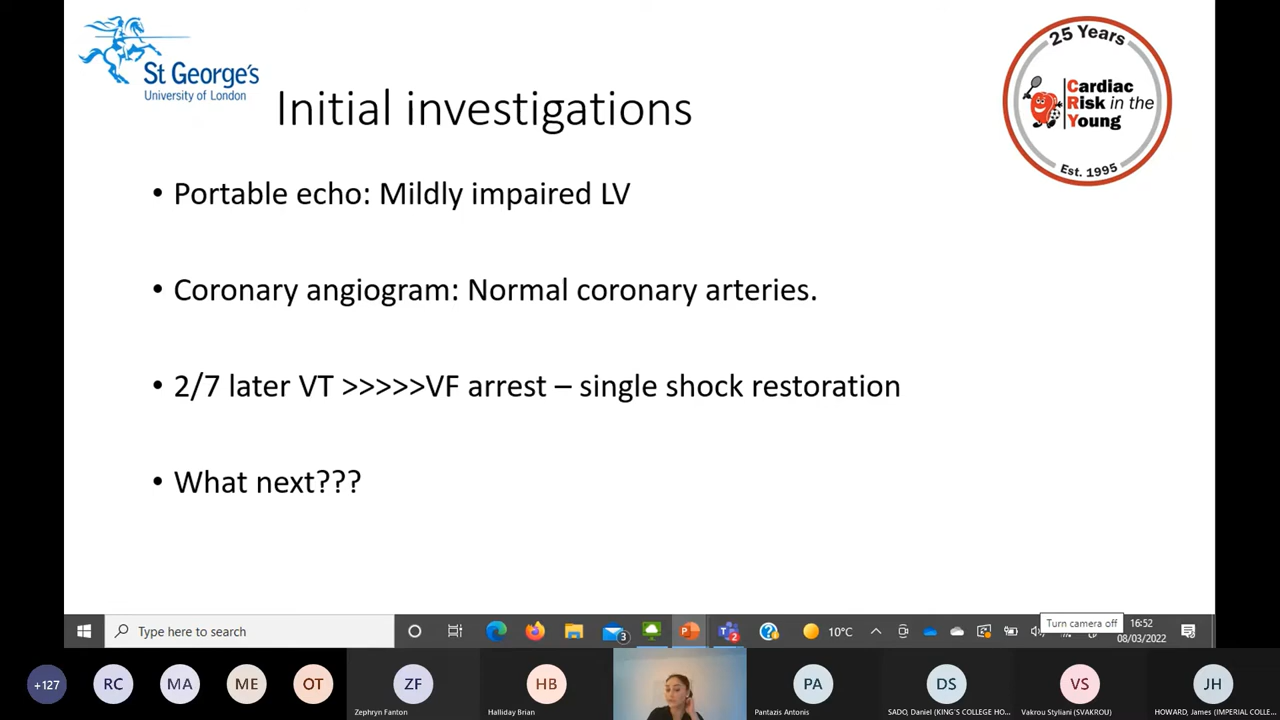 St George's
University of London
25 Years
Cardiac
Risk in the
Young
Est. 1995
Initial investigations
• Portable echo: Mildly impaired LV
• Coronary angiogram: Normal coronary arteries.
• 2/7 later VT >>>>>VF arrest – single shock restoration
• What next???
Turn camera off
Type here to search
3
2
10°C
16:52
08/03/2022
+127
RC
MA
ME
OT
ZF
HB
PA
DS
VS
JH
Zephryn Fanton
Halliday Brian
Pantazis Antonis
SADO, Daniel (KING'S COLLEGE HO...
Vakrou Styliani (SVAKROU)
HOWARD, James (IMPERIAL COLLE...